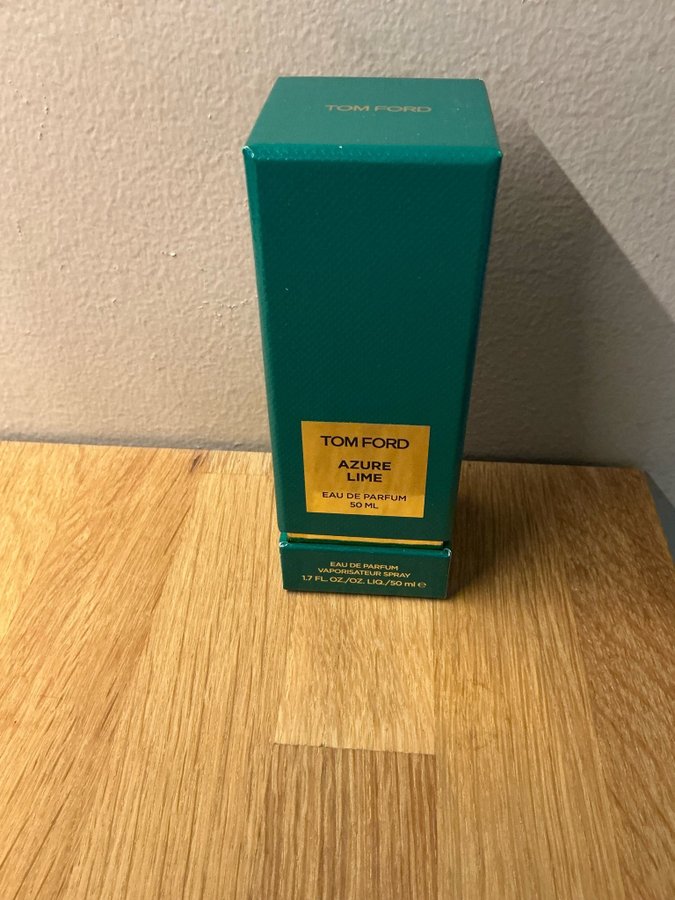 TOM FORD
TOM FORD
AZURE
LIME
EAU DE PARFUM
50 ML
EAU DE PARFUM
VAPORISATEUR SPRAY
1.7 FL. OZ./OZ. LIQ./50 ml ℮